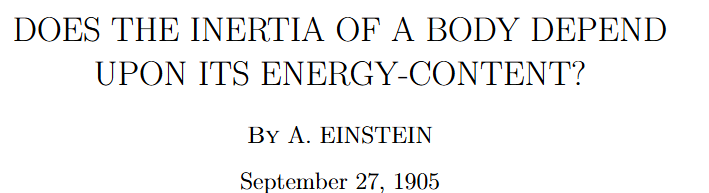 DOES THE INERTIA OF A BODY DEPEND
UPON ITS ENERGY-CONTENT?
By A. EINSTEIN
September 27, 1905